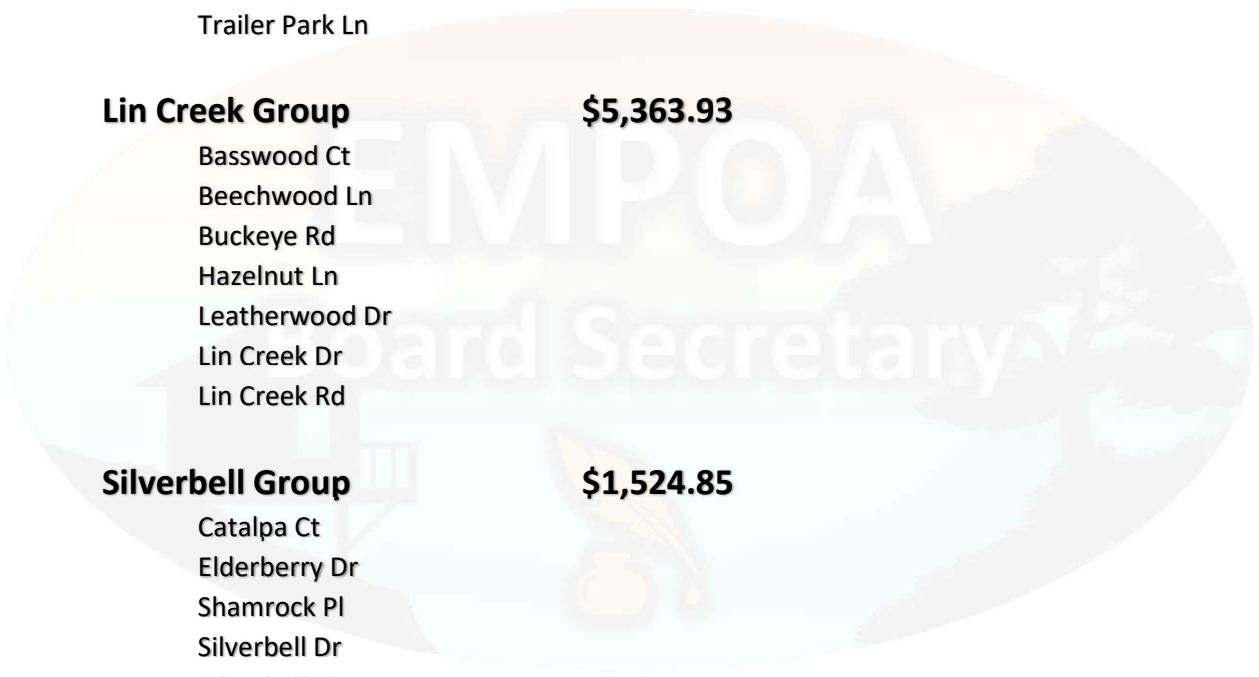 Trailer Park Ln
Lin Creek Group $5,363.93
Basswood Ct
Beechwood Ln
Buckeye Rd
Hazelnut Ln
Leatherwood Dr
Lin Creek Dr
Lin Creek Rd
Silverbell Group $1,524.85
Catalpa Ct
Elderberry Dr
Shamrock Pl
Silverbell Dr
EMPOA
Board Secretary